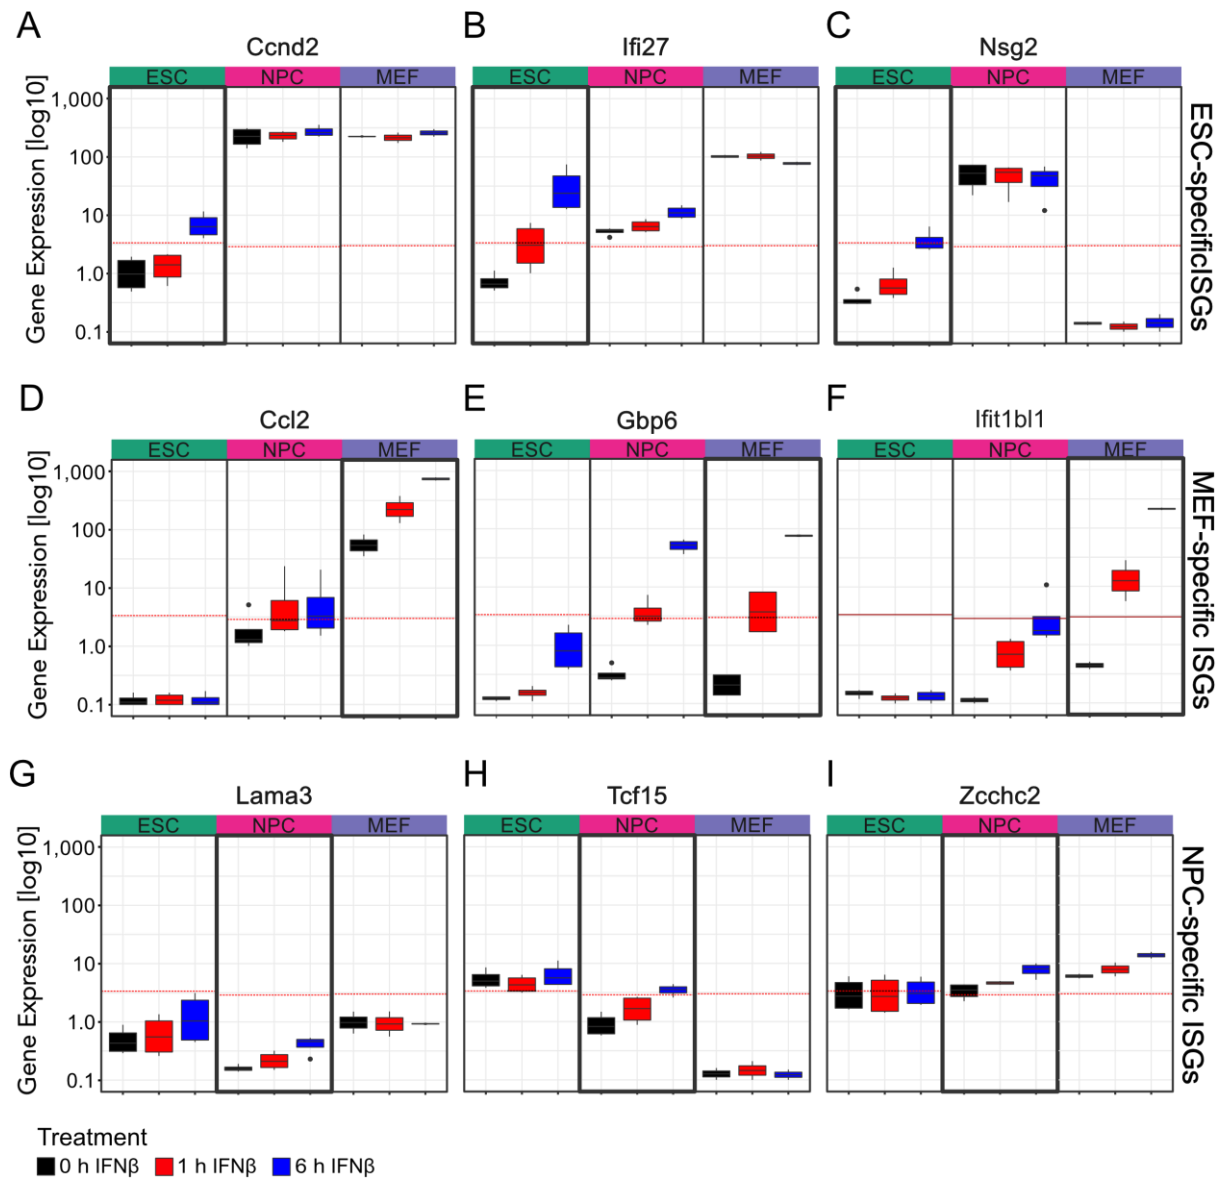 A
B
C
Ccnd2
Ifi27
Nsg2
ESC
NPC
MEF
ESC
NPC
MEF
ESC
NPC
MEF
Gene Expression [log10]
1,000
100
10
1.0
0.1
ESC-specificISGs
D
E
F
Ccl2
Gbp6
Ifit1bl1
ESC
NPC
MEF
ESC
NPC
MEF
ESC
NPC
MEF
Gene Expression [log10]
1,000
100
10
1.0
0.1
MEF-specific ISGs
G
H
I
Lama3
Tcf15
Zcchc2
ESC
NPC
MEF
ESC
NPC
MEF
ESC
NPC
MEF
Gene Expression [log10]
1,000
100
10
1.0
0.1
NPC-specific ISGs
Treatment
0 h IFNβ
1 h IFNβ
6 h IFNβ